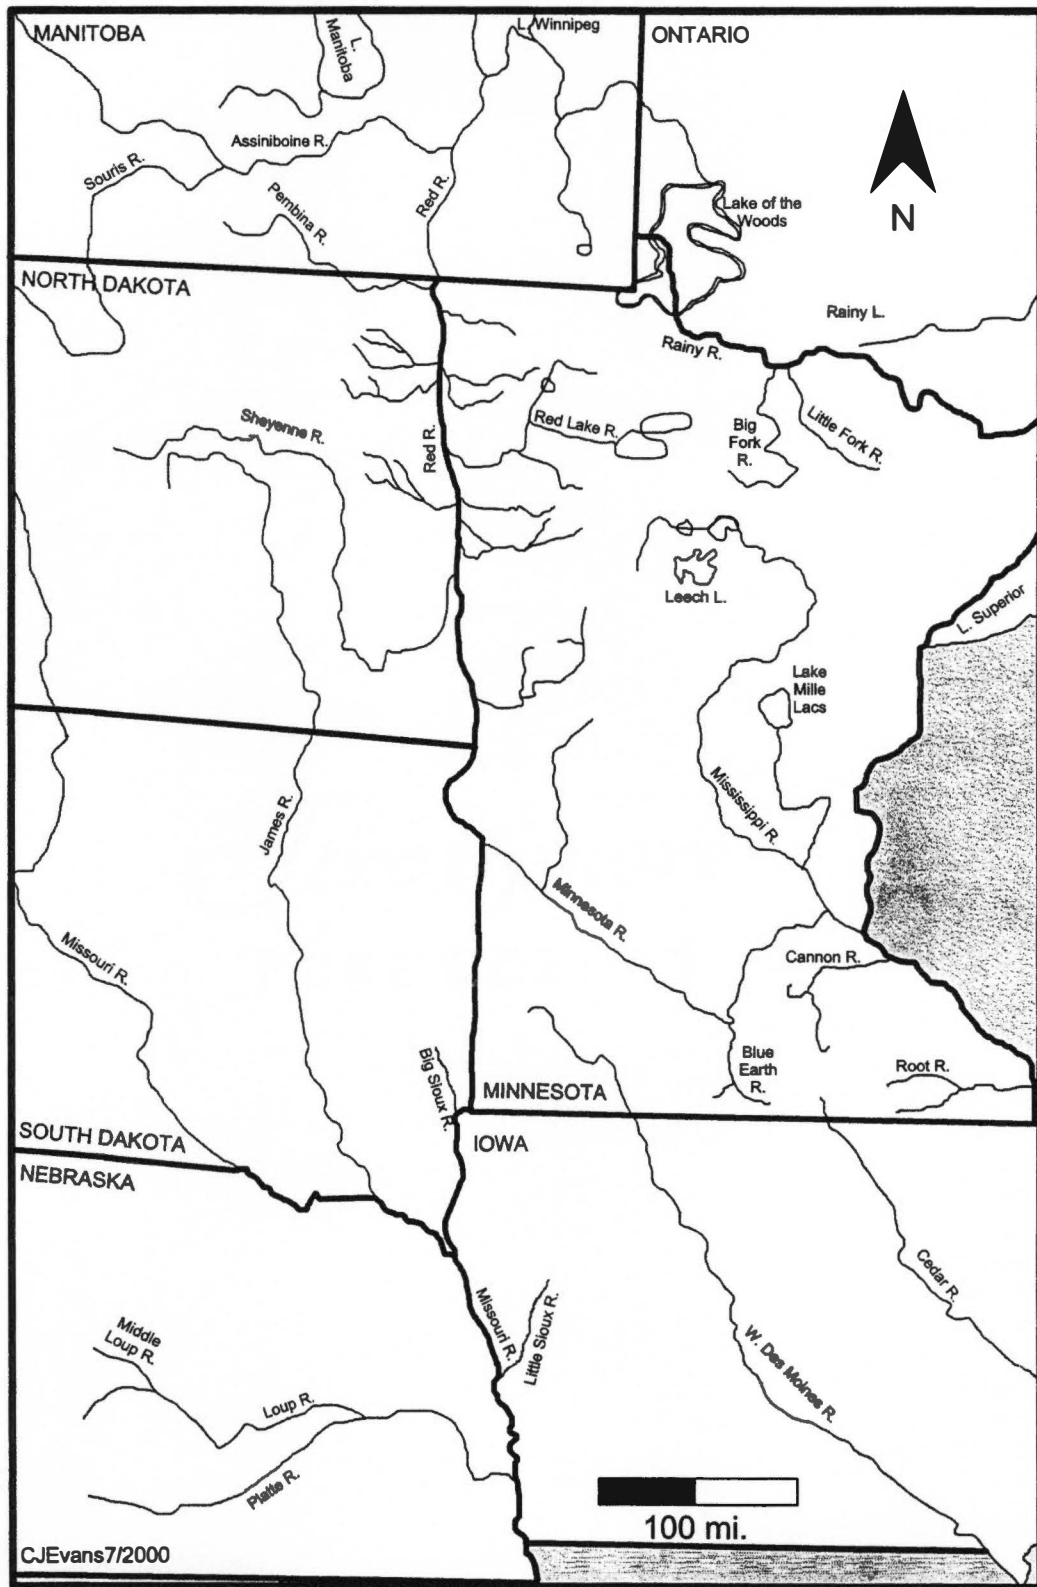 MANITOBA
L.
Manitoba
L. Winnipeg
ONTARIO
Assiniboine R.
Souris R.
Pembina R.
Red R.
Lake of the
Woods
N
NORTH DAKOTA
Rainy L.
Rainy R.
Sheyenne R.
Red R.
Red Lake R.
Big
Fork
R.
Little Fork R.
Leech L.
L. Superior
Lake
Mille
Lacs
Mississippi R.
James R.
Minnesota R.
Missouri R.
Cannon R.
Big Sioux R.
Blue
Earth
R.
Root R.
MINNESOTA
SOUTH DAKOTA
IOWA
NEBRASKA
Cedar R.
Missouri R.
Little Sioux R.
Middle
Loup R.
W. Des Moines R.
Loup R.
Platte R.
100 mi.
CJEvans7/2000